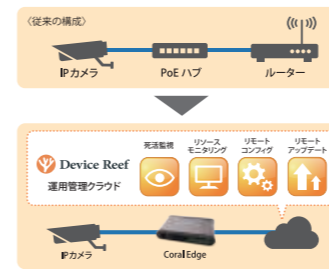 〈従来の構成〉
IPカメラ
PoE ハブ
ルーター
死活監視
リソース
モニタリング
リモート
コンフィグ
リモート
アップデート
Device Reef
運用管理クラウド
IPカメラ
Coral Edge